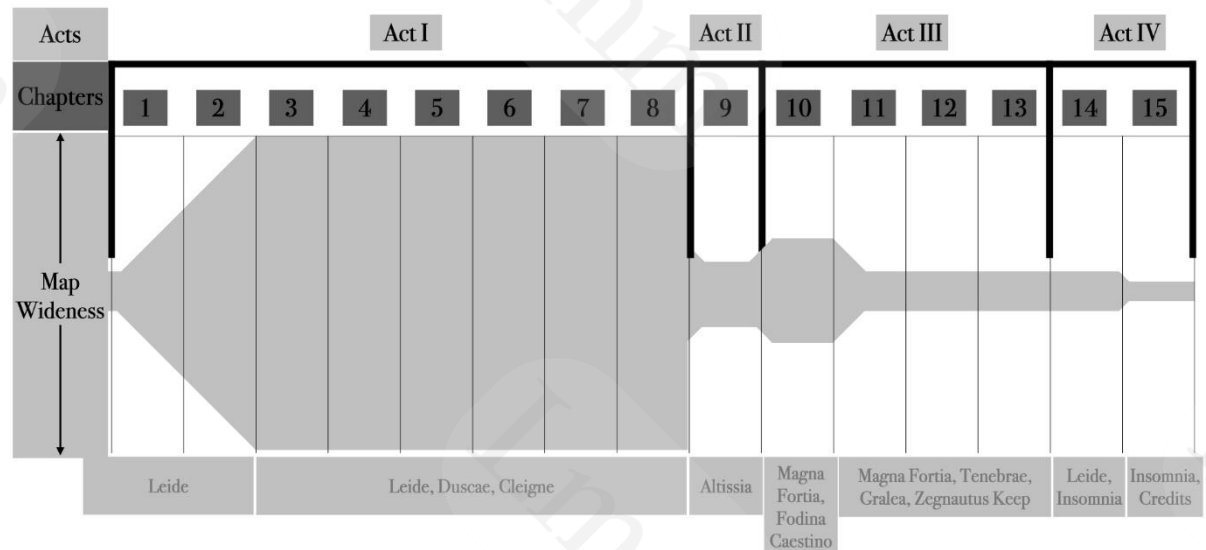 Acts
Act I
Act II
Act III
Act IV
Chapters
1
2
3
4
5
6
7
8
9
10
11
12
13
14
15
Map
Wideness
Leide
Leide, Duscae, Cleigne
Altissia
Magna
Fortia,
Fodina
Caestino
Magna Fortia, Tenebrae,
Gralea, Zegnautus Keep
Leide,
Insomnia
Insomnia,
Credits